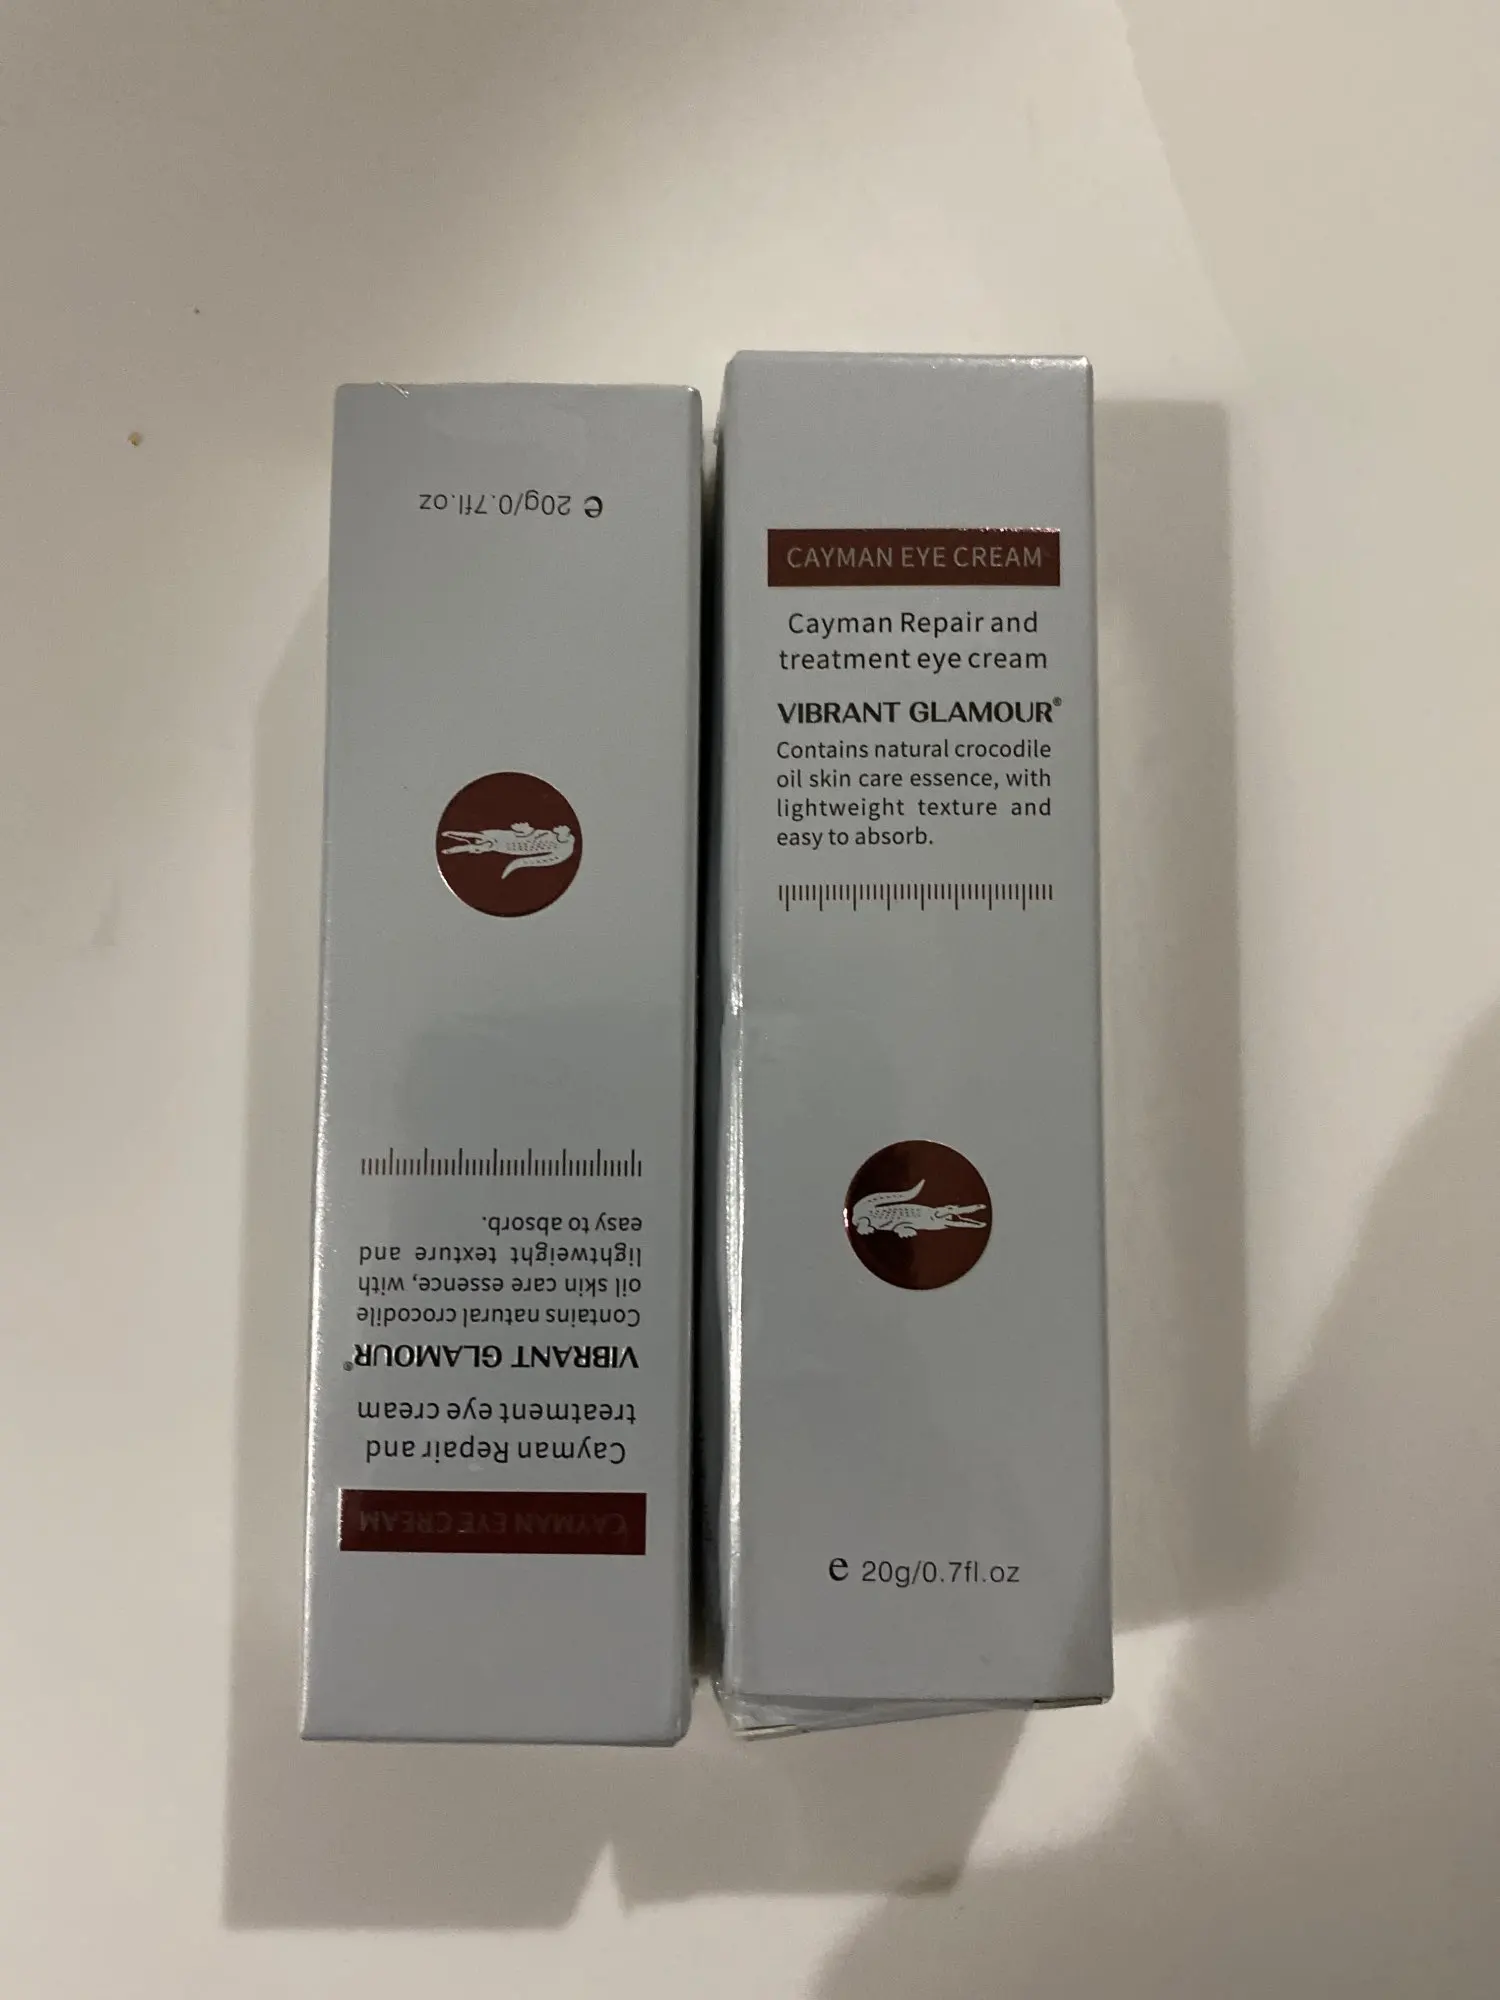 e 20g/0.7fl.oz
CAYMAN EYE CREAM
Cayman Repair and
treatment eye cream
VIBRANT GLAMOUR®
Contains natural crocodile
oil skin care essence, with
lightweight texture and
easy to absorb.
CAYMAN EYE CREAM
Cayman Repair and
treatment eye cream
VIBRANT GLAMOUR®
Contains natural crocodile
oil skin care essence, with
lightweight texture and
easy to absorb.
e 20g/0.7fl.oz